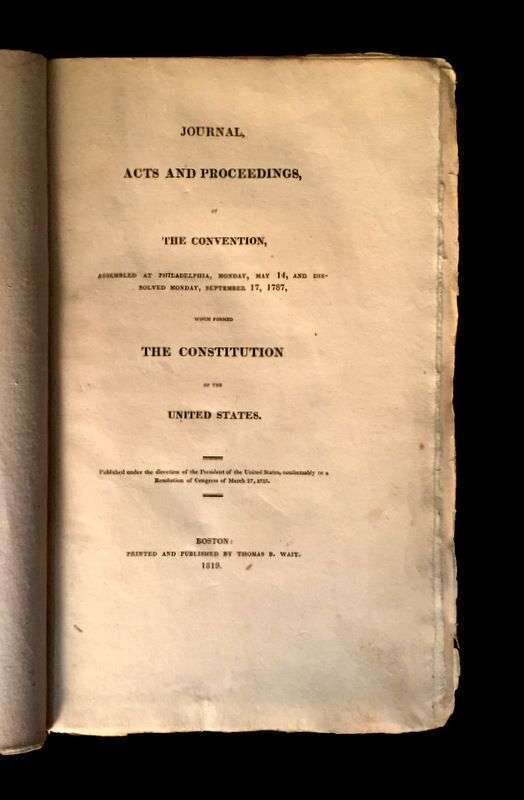 JOURNAL,
ACTS AND PROCEEDINGS,
OF
THE CONVENTION,
ASSEMBLED AT PHILADELPHIA, MONDAY, MAY 14, AND DIS-
SOLVED MONDAY, SEPTEMBER 17, 1787,
WHICH FORMED
THE CONSTITUTION
OF THE
UNITED STATES.
Published under the direction of the President of the United States, conformably to a
Resolution of Congress of March 27, 1818.
BOSTON:
PRINTED AND PUBLISHED BY THOMAS B. WAIT.
1819.